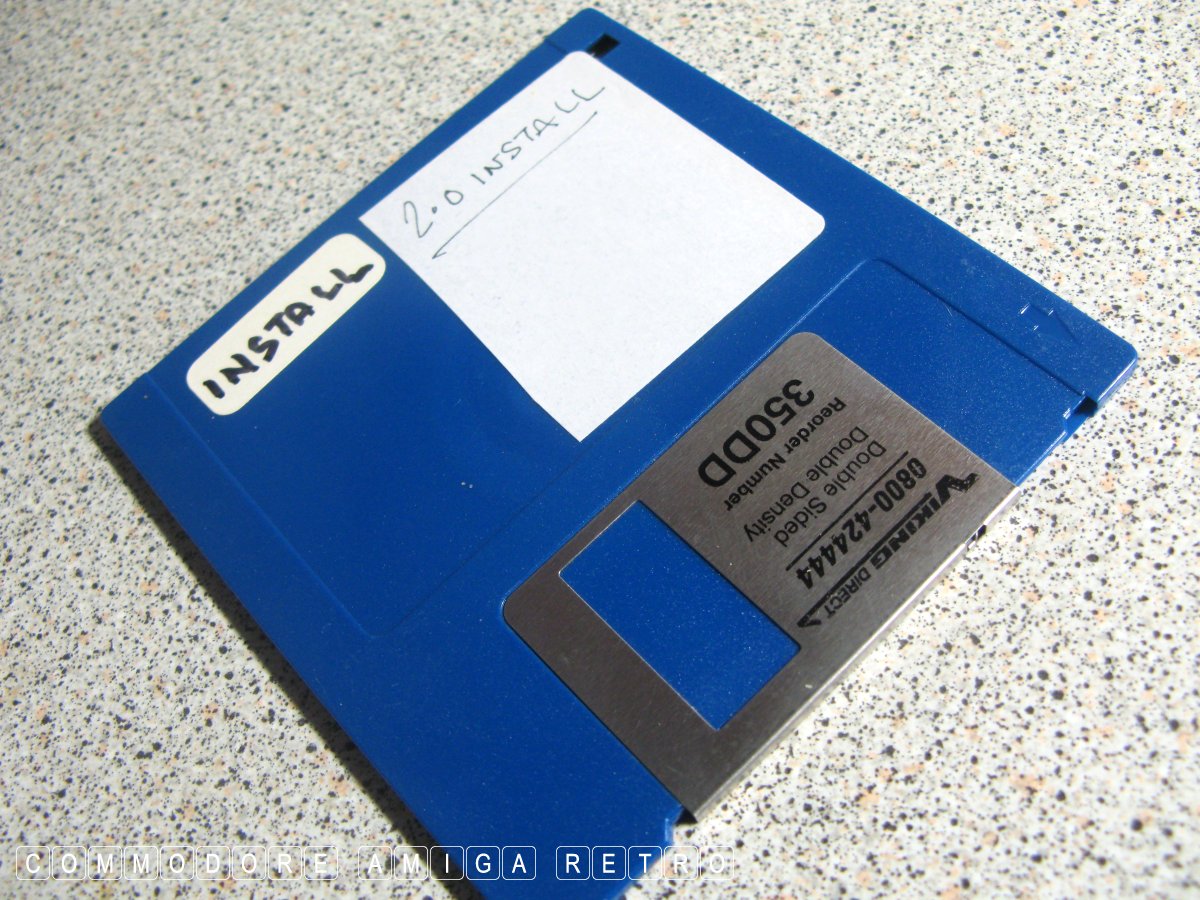 2.0 INSTALL
INSTALL
VIKING DIRECT
0800-424444
Double Sided
Double Density
Reorder Number
350DD
COMMODORE AMIGA RETRO